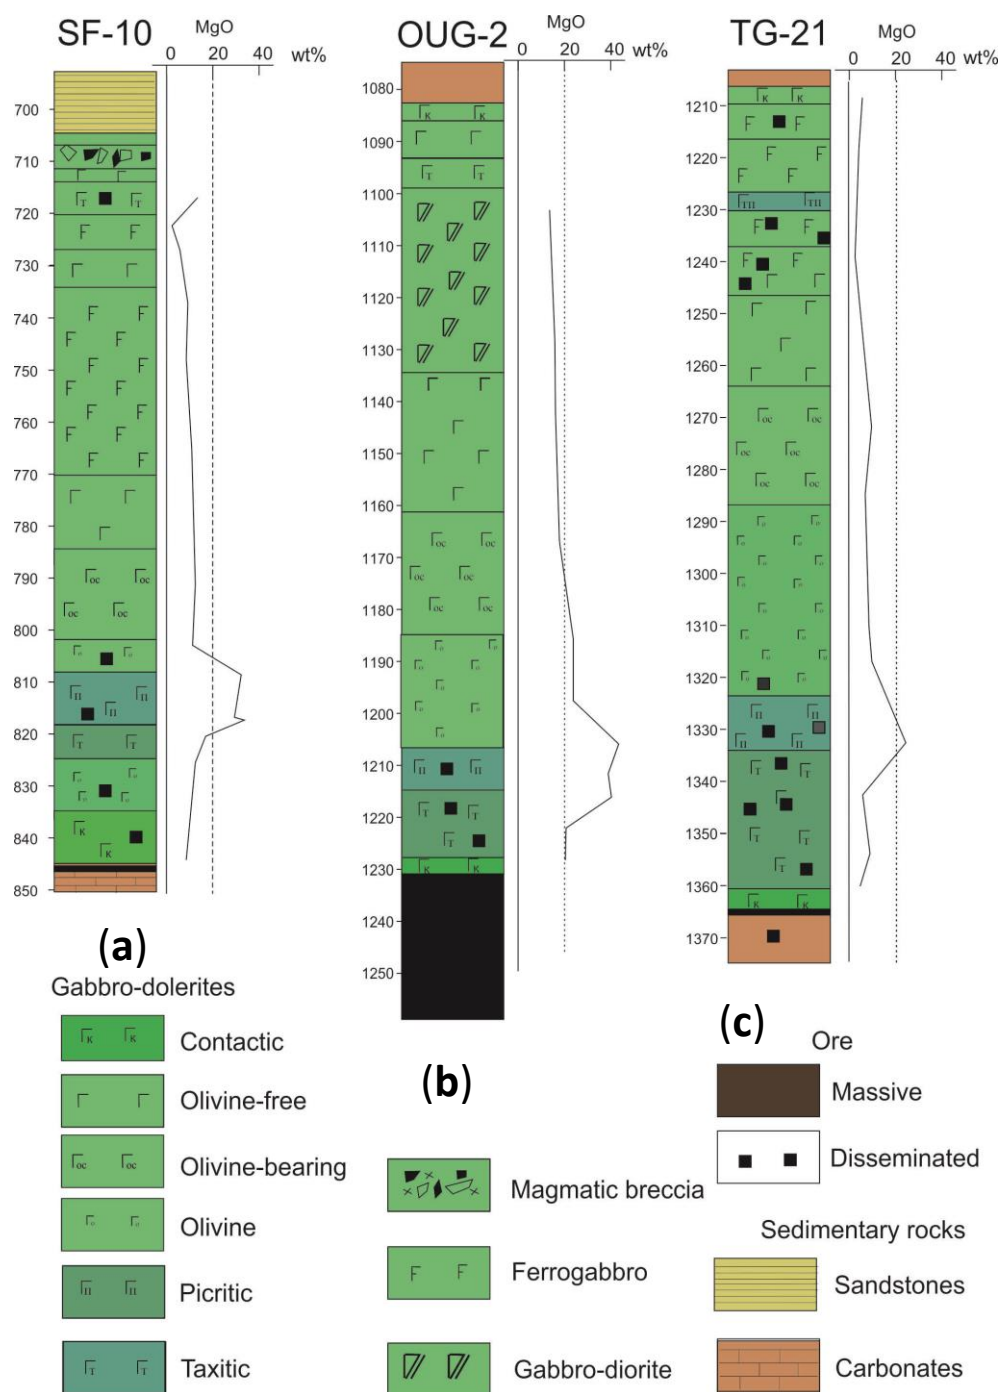 SF-10
MgO
0 20 40 wt%
700
710
720
730
740
750
760
770
780
790
800
810
820
830
840
850
(a)
OUG-2
MgO
0 20 40 wt%
1080
1090
1100
1110
1120
1130
1140
1150
1160
1170
1180
1190
1200
1210
1220
1230
1240
1250
(b)
TG-21
MgO
0 20 40 wt%
1210
1220
1230
1240
1250
1260
1270
1280
1290
1300
1310
1320
1330
1340
1350
1360
1370
(c)
Gabbro-dolerites
Contactic
Olivine-free
Olivine-bearing
Olivine
Picritic
Taxitic
Magmatic breccia
Ferrogabbro
Gabbro-diorite
Ore
Massive
Disseminated
Sedimentary rocks
Sandstones
Carbonates